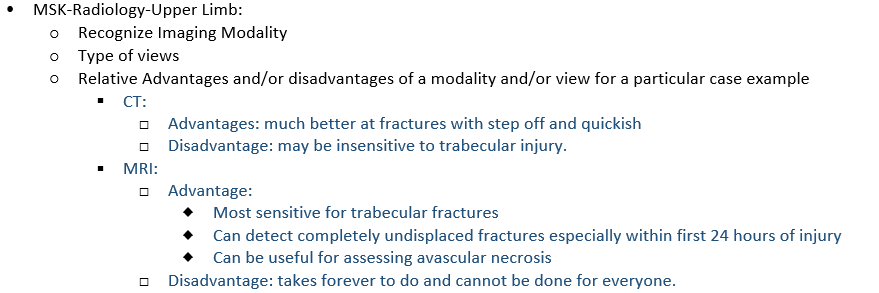 MSK-Radiology-Upper Limb:
Recognize Imaging Modality
Type of views
Relative Advantages and/or disadvantages of a modality and/or view for a particular case example
CT:
Advantages: much better at fractures with step off and quickish
Disadvantage: may be insensitive to trabecular injury.
MRI:
Advantage:
Most sensitive for trabecular fractures
Can detect completely undisplaced fractures especially within first 24 hours of injury
Can be useful for assessing avascular necrosis
Disadvantage: takes forever to do and cannot be done for everyone.